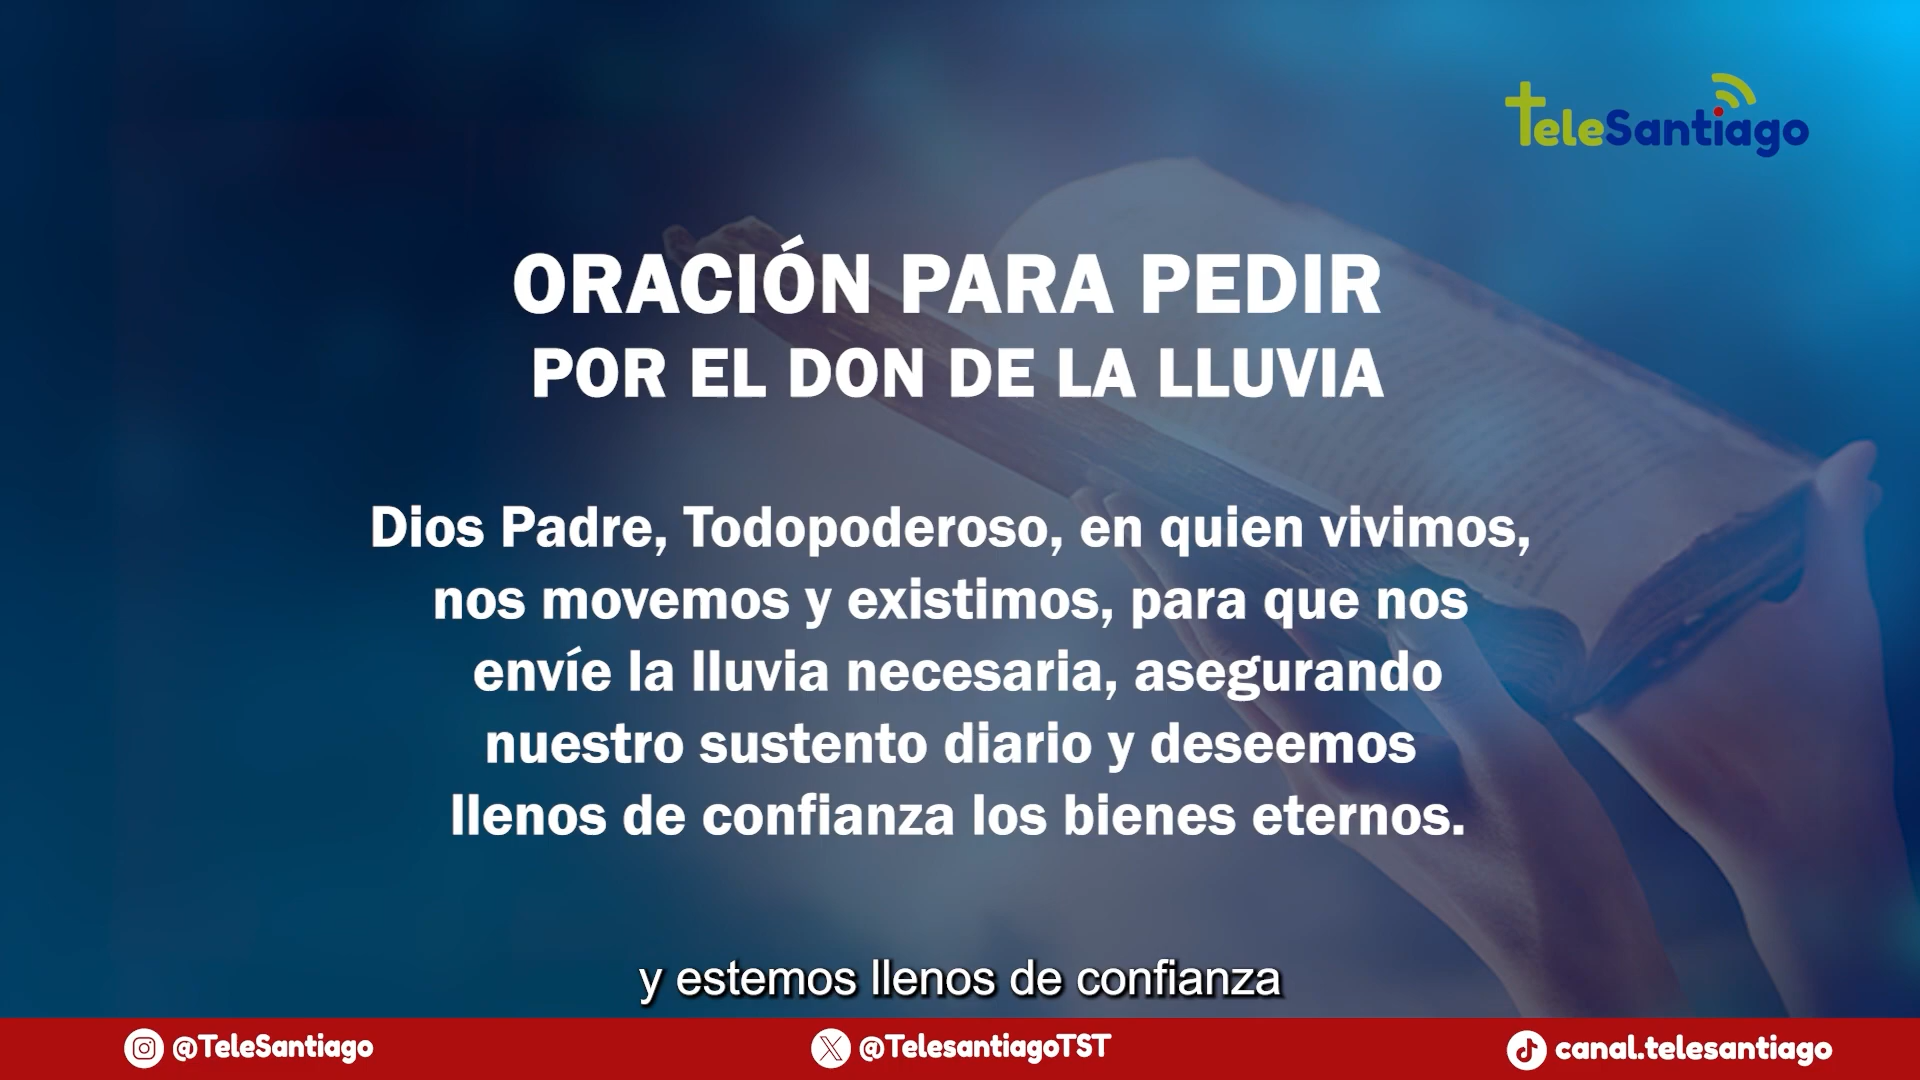 TeleSantiago
ORACIÓN PARA PEDIR
POR EL DON DE LA LLUVIA
Dios Padre, Todopoderoso, en quien vivimos,
nos movemos y existimos, para que nos
envíe la lluvia necesaria, asegurando
nuestro sustento diario y deseemos
llenos de confianza los bienes eternos.
y estemos llenos de confianza
@TeleSantiago
@TelesantiagoTST
canal.telesantiago